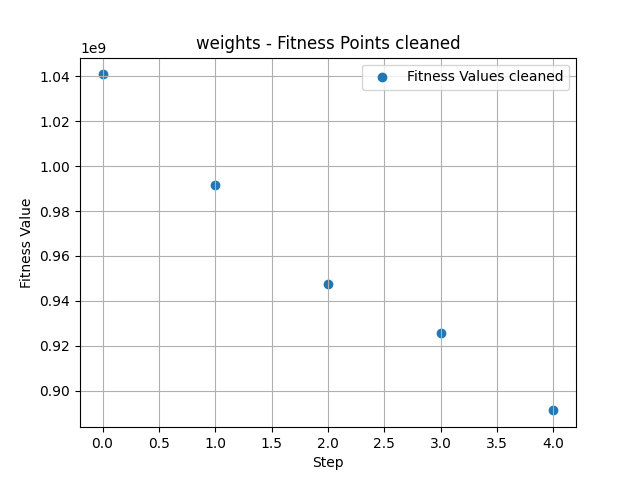 weights - Fitness Points cleaned
1e9
Fitness Values cleaned
1.04
1.02
1.00
0.98
0.96
0.94
0.92
0.90
Fitness Value
0.0 0.5 1.0 1.5 2.0 2.5 3.0 3.5 4.0
Step